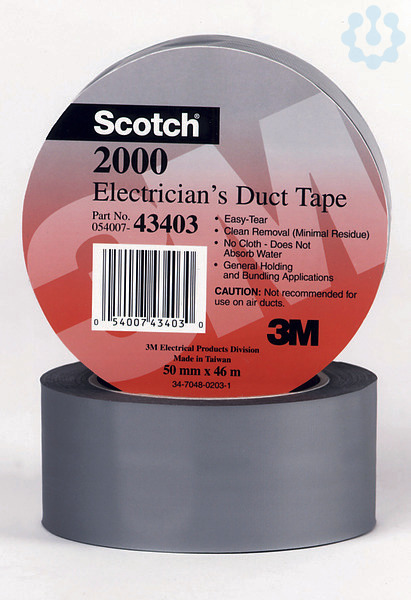 3M
Scotch®
2000
Electrician's Duct Tape
Part No.
054007- 43403
• Easy-Tear
• Clean Removal (Minimal Residue)
• No Cloth - Does Not
Absorb Water
• General Holding
and Bundling Applications
CAUTION: Not recommended for
use on air ducts.
0 54007 43403 0
3M
3M Electrical Products Division
Made in Taiwan
50 mm x 46 m
34-7048-0203-1